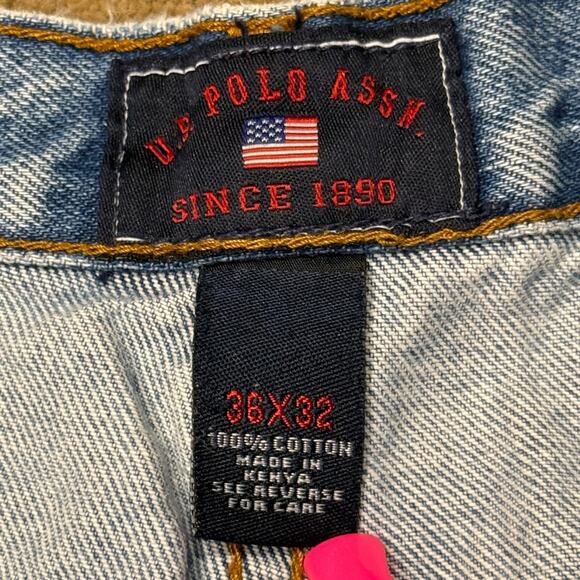 U.S. POLO ASSN.
SINCE 1890
36X32
100% COTTON
MADE IN
KENYA
SEE REVERSE
FOR CARE